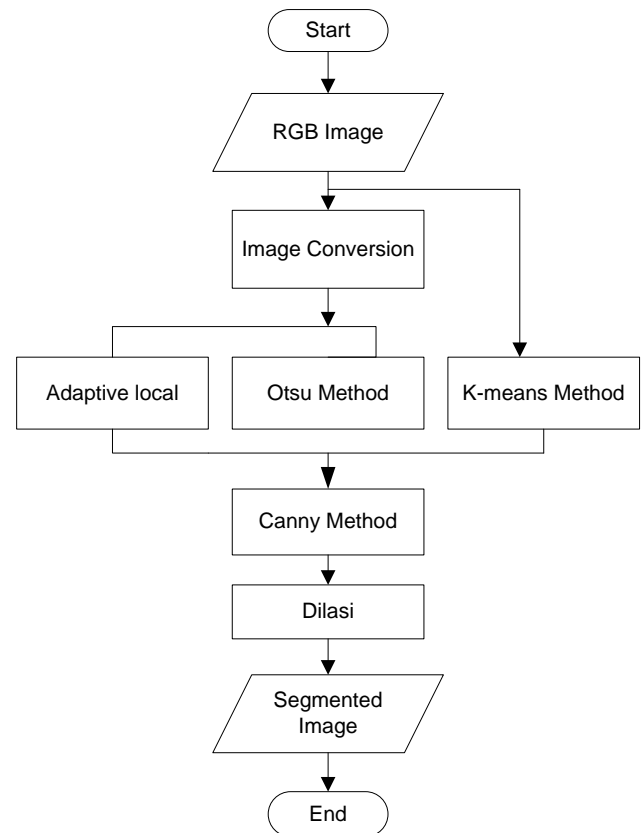 Start
RGB Image
Image Conversion
Adaptive local
Otsu Method
K-means Method
Canny Method
Dilasi
Segmented
Image
End